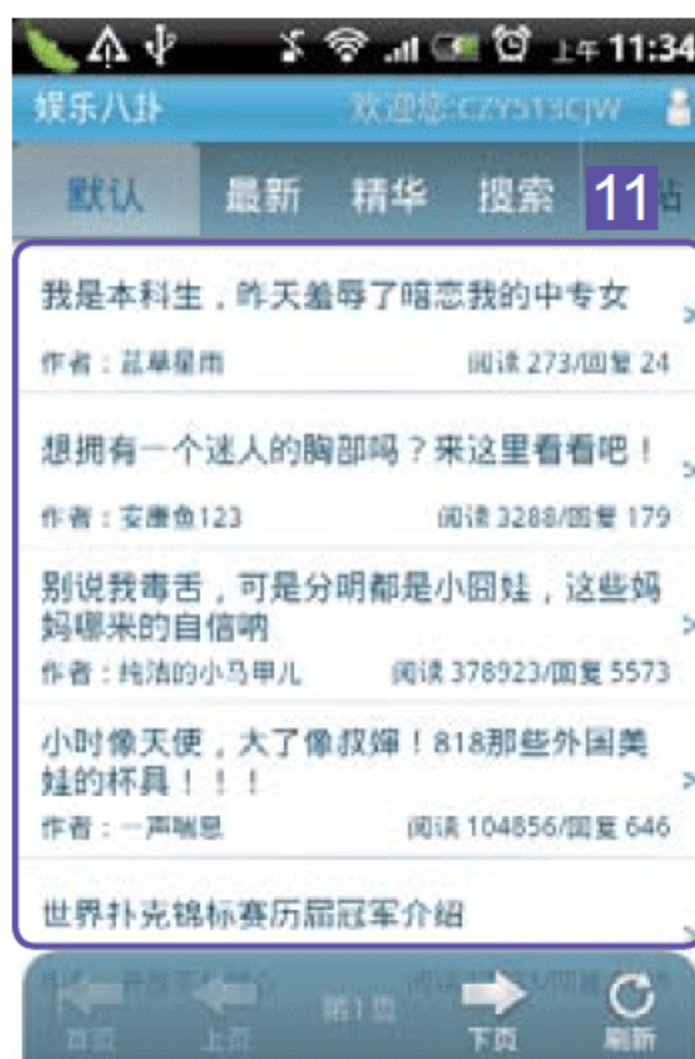 上午 11:34
娱乐八卦 欢迎您:CZY513CJW
默认 最新 精华 搜索 11 站
我是本科生，昨天羞辱了暗恋我的中专女
作者：蓝草星雨 阅读 273/回复 24
想拥有一个迷人的胸部吗？来这里看看吧！
作者：安康鱼123 阅读 3288/回复 179
别说我毒舌，可是分明都是小囧娃，这些妈
妈哪来的自信呐
作者：纯洁的小马甲儿 阅读 378923/回复 5573
小时像天使，大了像叔婶！818那些外国美
娃的杯具！！！
作者：一声喘息 阅读 104856/回复 646
世界扑克锦标赛历届冠军介绍
首页 上页 第1页 下页 刷新